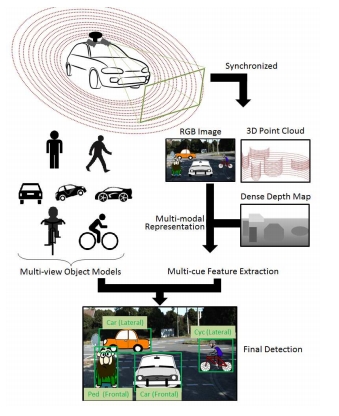 Synchronized
RGB Image
3D Point Cloud
Dense Depth Map
Multi-modal
Representation
Multi-view Object Models
Multi-cue Feature Extraction
Car (Lateral)
Cyc(Lateral)
Final Detection
Ped (Frontal)
Car (Frontal)